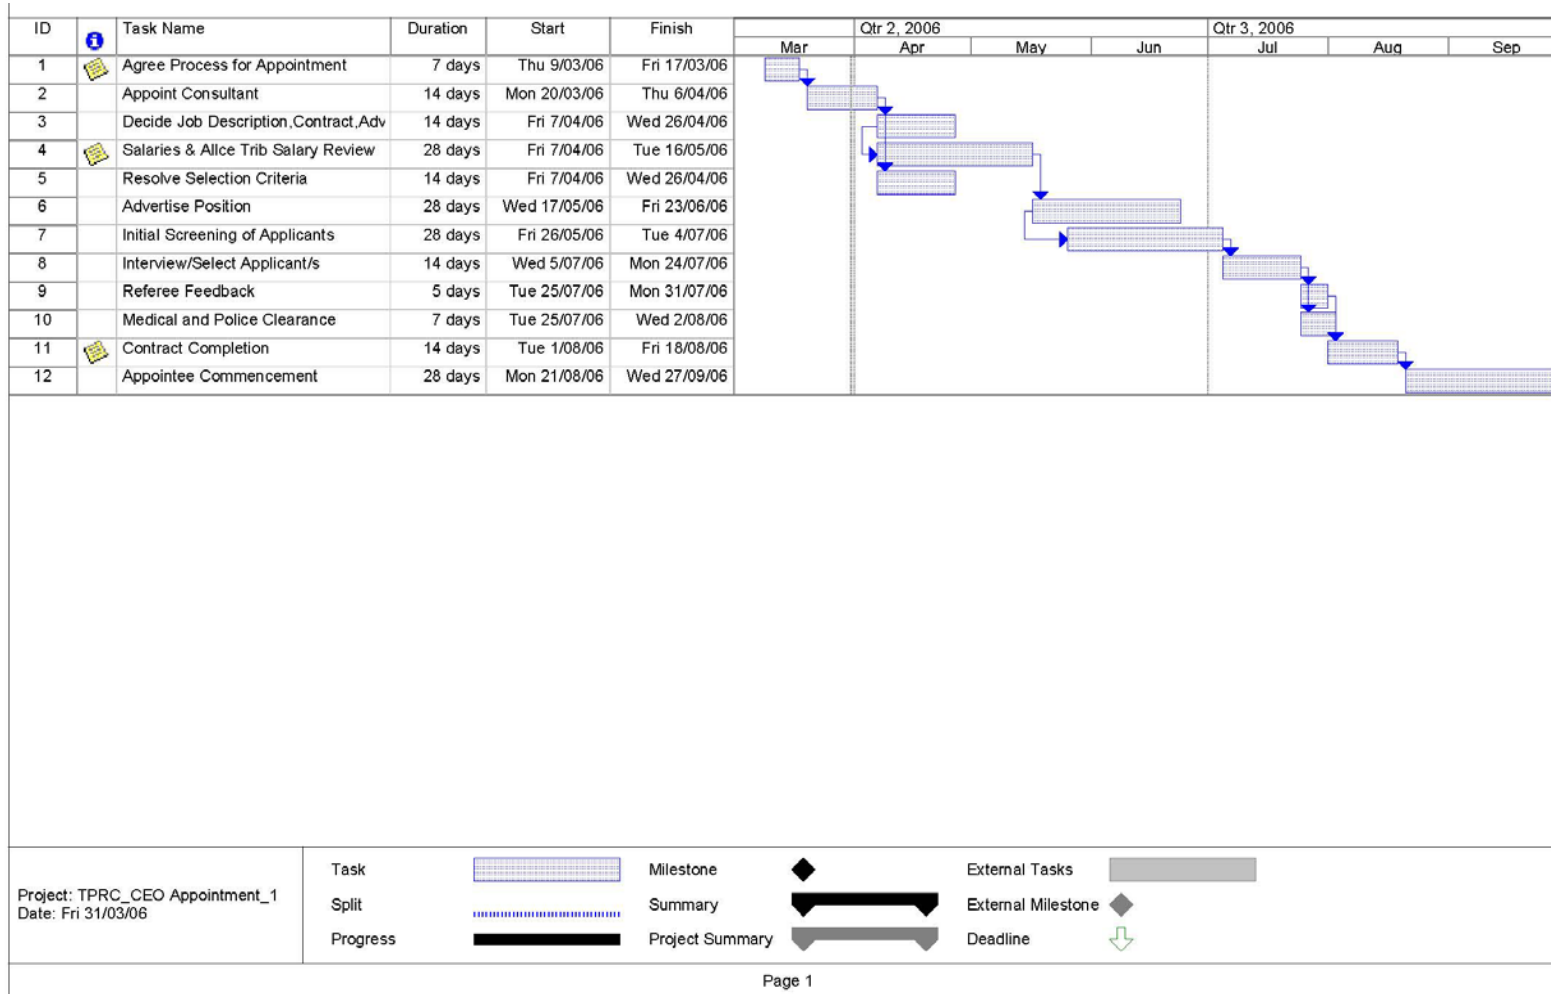 ID Task Name Duration Start Finish Qtr 2, 2006 Qtr 3, 2006
Mar Apr May Jun Jul Aug Sep
1 Agree Process for Appointment 7 days Thu 9/03/06 Fri 17/03/06
2 Appoint Consultant 14 days Mon 20/03/06 Thu 6/04/06
3 Decide Job Description,Contract,Adv 14 days Fri 7/04/06 Wed 26/04/06
4 Salaries & Allce Trib Salary Review 28 days Fri 7/04/06 Tue 16/05/06
5 Resolve Selection Criteria 14 days Fri 7/04/06 Wed 26/04/06
6 Advertise Position 28 days Wed 17/05/06 Fri 23/06/06
7 Initial Screening of Applicants 28 days Fri 26/05/06 Tue 4/07/06
8 Interview/Select Applicant/s 14 days Wed 5/07/06 Mon 24/07/06
9 Referee Feedback 5 days Tue 25/07/06 Mon 31/07/06
10 Medical and Police Clearance 7 days Tue 25/07/06 Wed 2/08/06
11 Contract Completion 14 days Tue 1/08/06 Fri 18/08/06
12 Appointee Commencement 28 days Mon 21/08/06 Wed 27/09/06
Project: TPRC_CEO Appointment_1
Date: Fri 31/03/06
Task Milestone External Tasks
Split Summary External Milestone
Progress Project Summary Deadline
Page 1